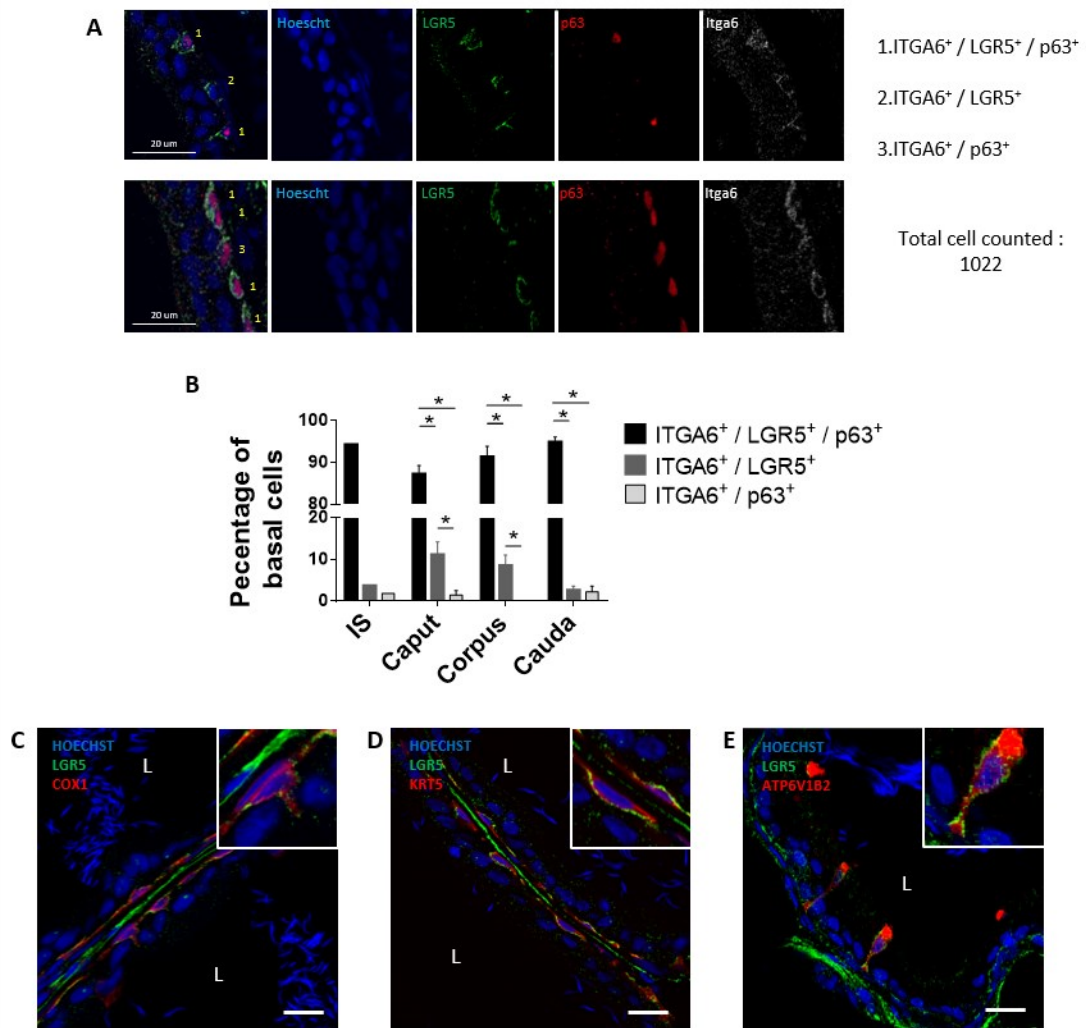 A
Hoescht
LGR5
p63
Itga6
1
2
1
20 um
1.ITGA6⁺ / LGR5⁺ / p63⁺
2.ITGA6⁺ / LGR5⁺
3.ITGA6⁺ / p63⁺
Hoescht
LGR5
p63
Itga6
1
1
3
1
1
20 um
Total cell counted :
1022
B
Pecentage of
basal cells
100
90
80
20
10
0
* * * * * * * *
IS
Caput
Corpus
Cauda
ITGA6⁺ / LGR5⁺ / p63⁺
ITGA6⁺ / LGR5⁺
ITGA6⁺ / p63⁺
C
HOECHST
LGR5
COX1
L
L
D
HOECHST
LGR5
KRT5
L
L
E
HOECHST
LGR5
ATP6V1B2
L